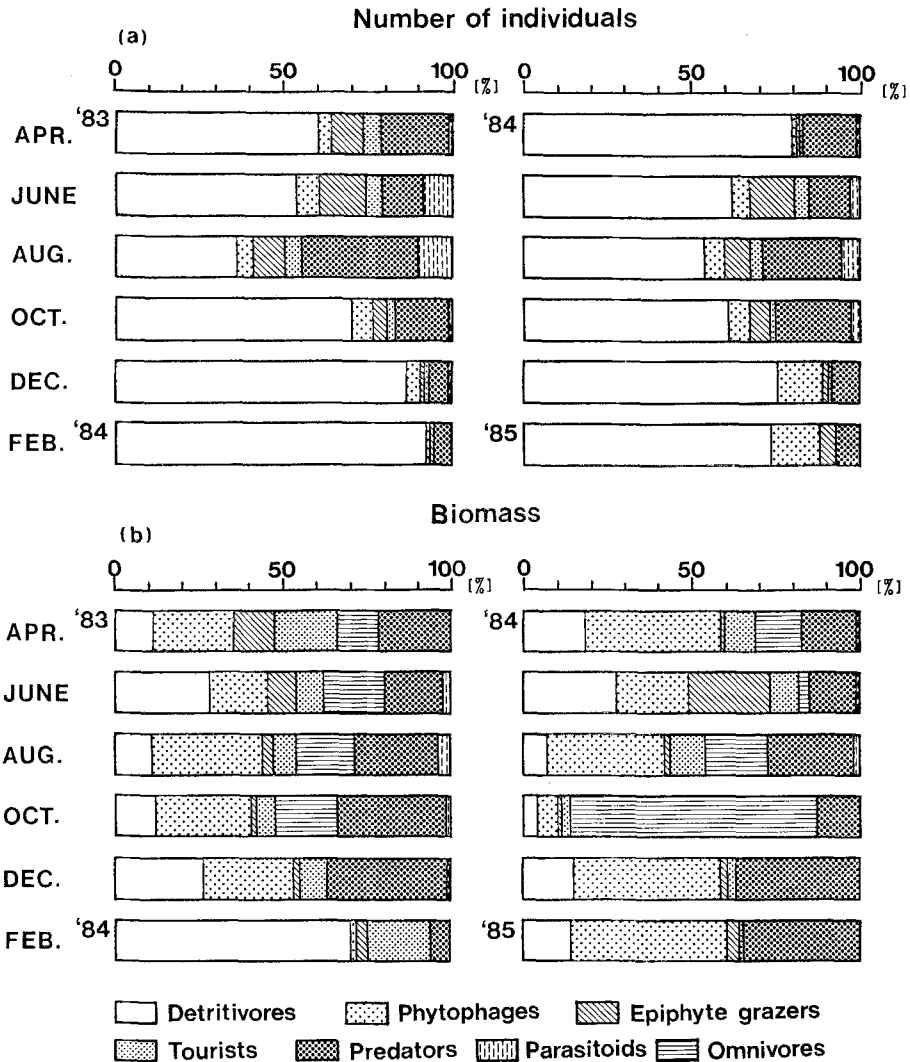 Number of individuals
(a)
0 50 100 [%] 0 50 100 [%]
APR. '83 '84
JUNE
AUG.
OCT.
DEC.
FEB. '84 '85
Biomass
(b)
0 50 100 [%] 0 50 100 [%]
APR. '83 '84
JUNE
AUG.
OCT.
DEC.
FEB. '84 '85
Detritivores Phytophages Epiphyte grazers
Tourists Predators Parasitoids Omnivores